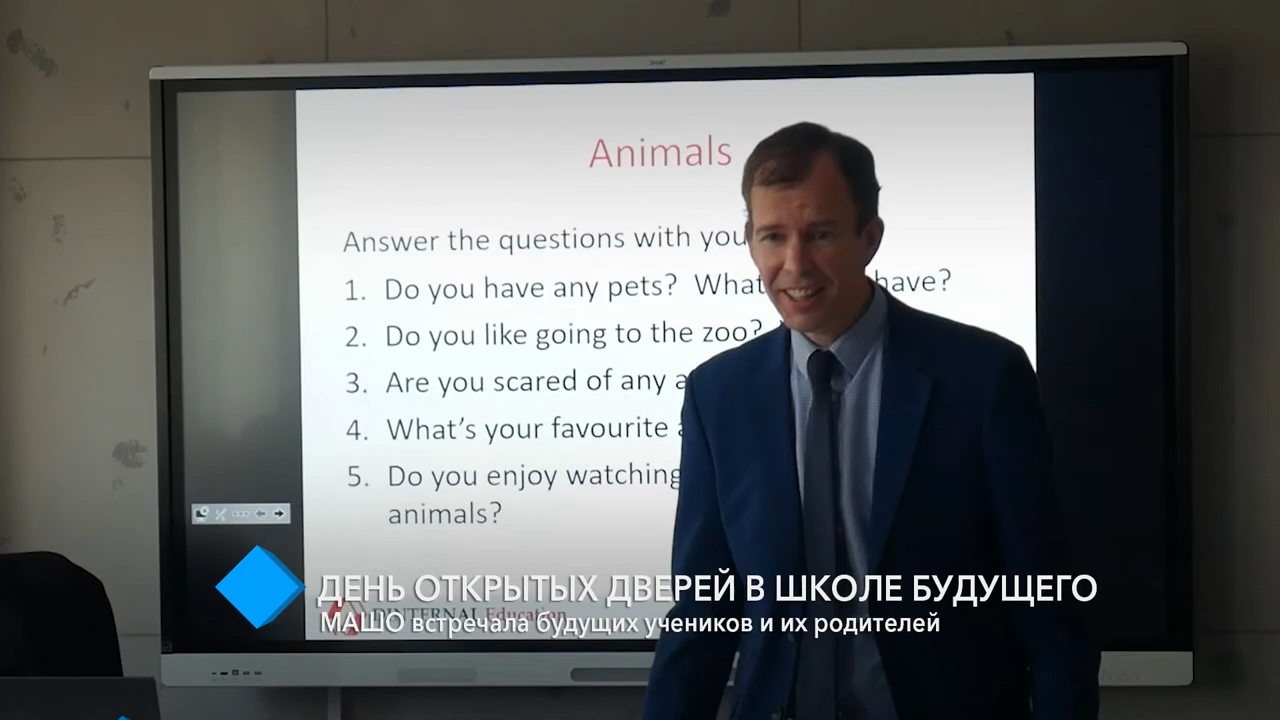 Animals
Answer the questions with you
1. Do you have any pets? What have?
2. Do you like going to the zoo?
3. Are you scared of any a
4. What's your favourite
5. Do you enjoy watching
animals?
ДЕНЬ ОТКРЫТЫХ ДВЕРЕЙ В ШКОЛЕ БУДУЩЕГО
DINTERNAL Education
МАШО встречала будущих учеников и их родителей